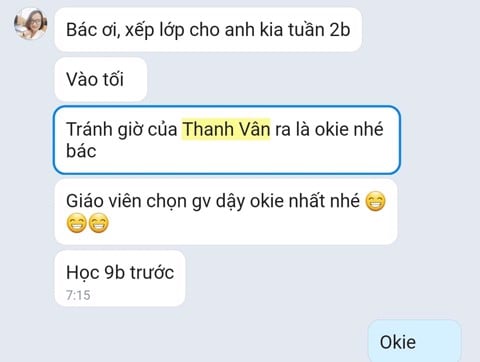 Bác ơi, xếp lớp cho anh kia tuần 2b
Vào tối
Tránh giờ của Thanh Vân ra là okie nhé
bác
Giáo viên chọn gv dậy okie nhất nhé 😁
😁😁
Học 9b trước
7:15
Okie